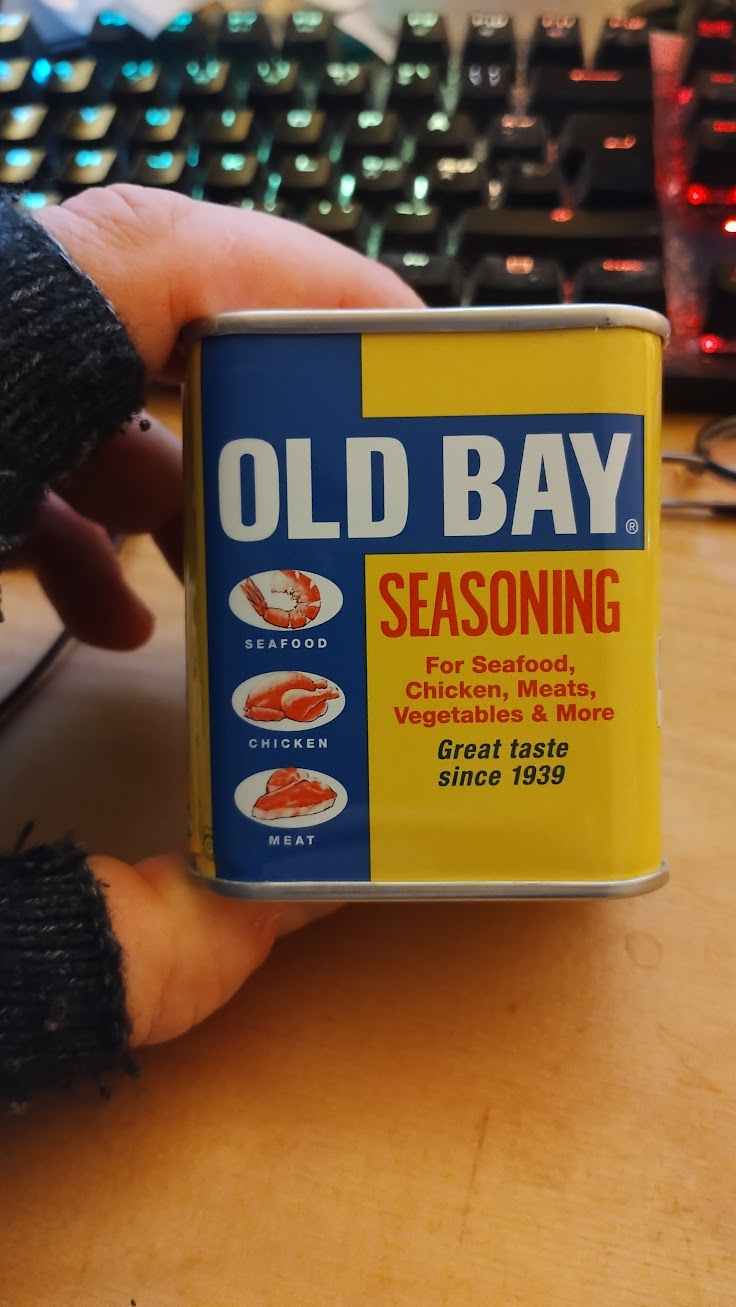 OLD BAY®
SEAFOOD
CHICKEN
MEAT
SEASONING
For Seafood,
Chicken, Meats,
Vegetables & More
Great taste
since 1939